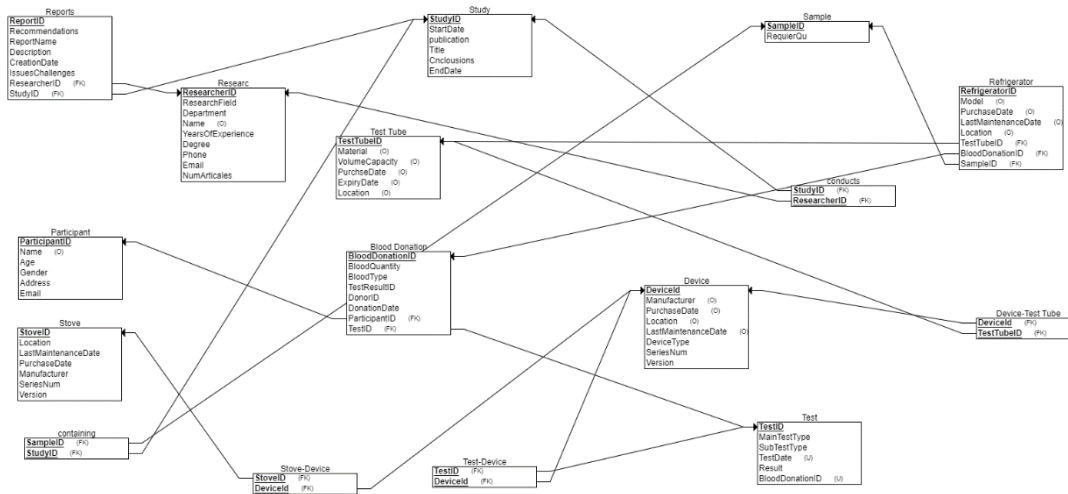 Reports
ReportID
Recommendations
ReportName
Description
CreationDate
IssuesChallenges
ResearcherID (FK)
StudyID (FK)
Study
StudyID
StartDate
publication
Title
Cnclousions
EndDate
Sample
SampleID
RequierQu
Researc
ResearcherID
ResearchField
Department
Name (O)
YearsOfExperience
Degree
Phone
Email
NumArticales
Test Tube
TestTubeID
Material (O)
VolumeCapacity (O)
PurchseDate (O)
ExpiryDate (O)
Location (O)
Refrigerator
RefrigeratorID
Model (O)
PurchaseDate (O)
LastMaintenanceDate (O)
Location (O)
TestTubeID (FK)
BloodDonationID (FK)
SampleID (FK)
conducts
StudyID (FK)
ResearcherID (FK)
Participant
ParticipantID
Name (O)
Age
Gender
Address
Email
Blood Donation
BloodDonationID
BloodQuantity
BloodType
TestResultID
DonorID
DonationDate
ParticipantID (FK)
TestID (FK)
Device
DeviceId
Manufacturer (O)
PurchaseDate (O)
Location (O)
LastMaintenanceDate (O)
DeviceType
SeriesNum
Version
Device-Test Tube
DeviceId (FK)
TestTubeID (FK)
Stove
StoveID
Location
LastMaintenanceDate
PurchaseDate
Manufacturer
SeriesNum
Version
containing
SampleID (FK)
StudyID (FK)
Stove-Device
StoveID (FK)
DeviceId (FK)
Test-Device
TestID (FK)
DeviceId (FK)
Test
TestID
MainTestType
SubTestType
TestDate (U)
Result
BloodDonationID (U)